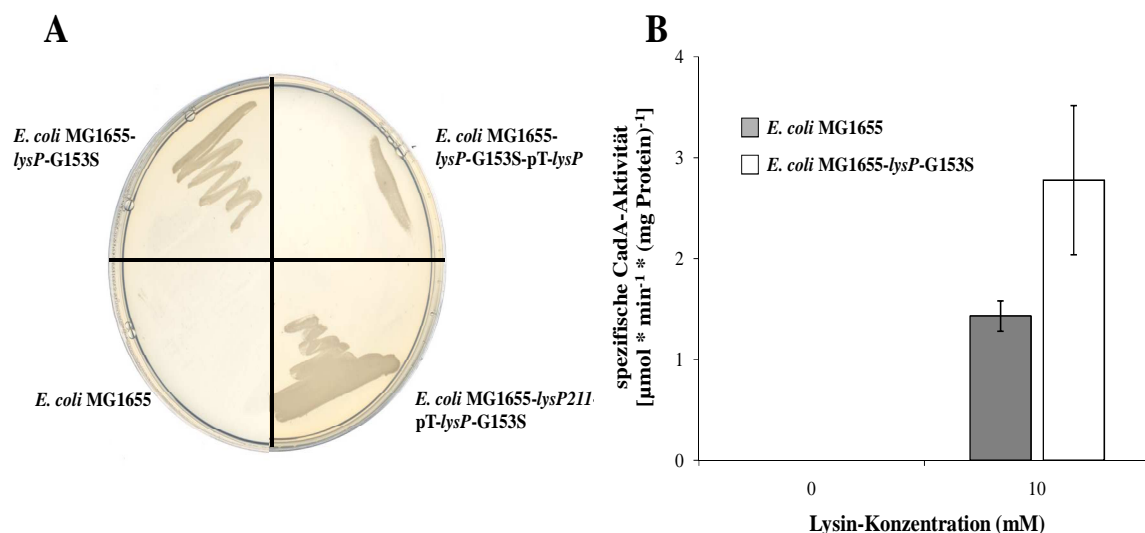 A
E. coli MG1655-
lysP-G153S
E. coli MG1655-
lysP-G153S-pT-lysP
E. coli MG1655
E. coli MG1655-lysP211-
pT-lysP-G153S
B
spezifische CadA-Aktivität
[µmol * min⁻¹ * (mg Protein)⁻¹]
4
3
2
1
0
E. coli MG1655
E. coli MG1655-lysP-G153S
0 10
Lysin-Konzentration (mM)